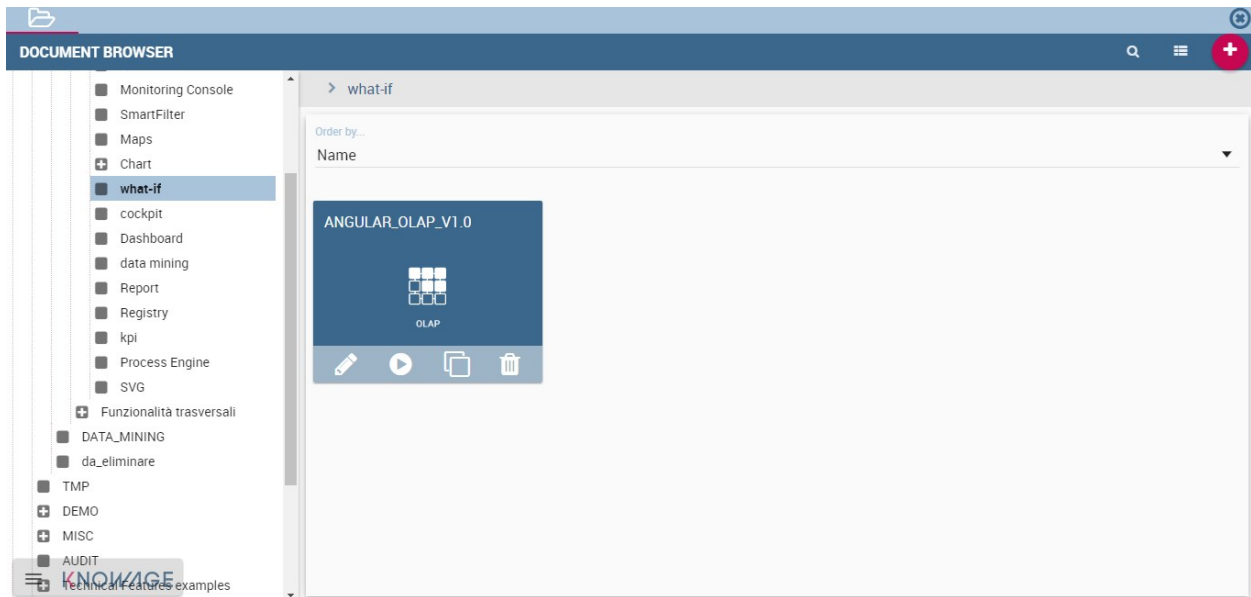 DOCUMENT BROWSER
Monitoring Console
SmartFilter
Maps
Chart
what-if
cockpit
Dashboard
data mining
Report
Registry
kpi
Process Engine
SVG
Funzionalità trasversali
DATA_MINING
da_eliminare
TMP
DEMO
MISC
AUDIT
Technical Features examples
KNOWAGE
what-if
Order by...
Name
ANGULAR_OLAP_V1.0
OLAP